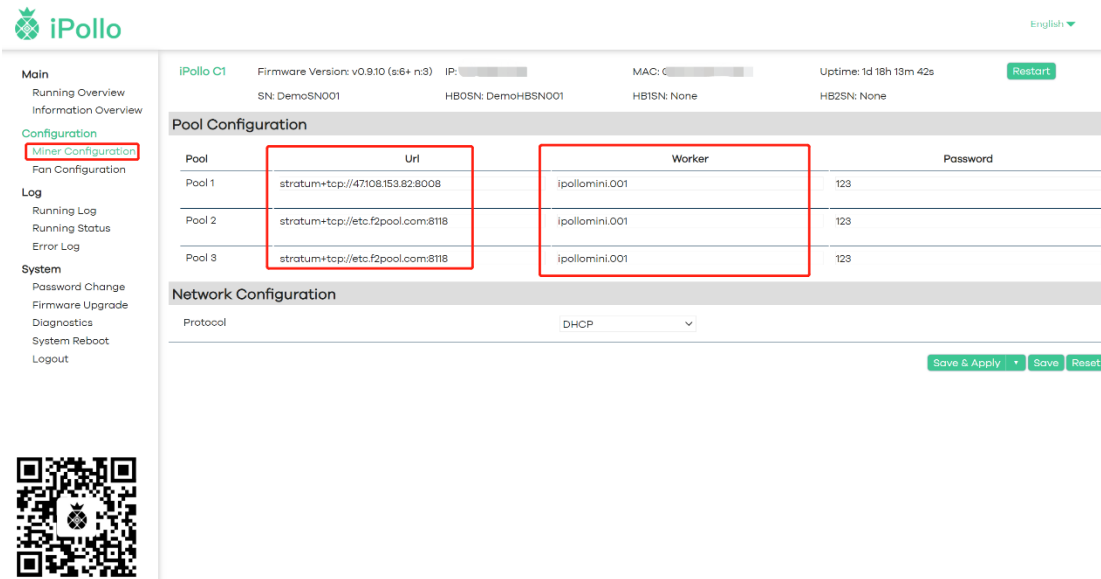 iPollo
English
Main
Running Overview
Information Overview
Configuration
Miner Configuration
Fan Configuration
Log
Running Log
Running Status
Error Log
System
Password Change
Firmware Upgrade
Diagnostics
System Reboot
Logout
iPollo C1 Firmware Version: v0.9.10 (s:6+ n:3) IP: MAC: Uptime: 1d 18h 13m 42s Restart
SN: DemoSN001 HB0SN: DemoHBSN001 HB1SN: None HB2SN: None
Pool Configuration
Pool Url Worker Password
Pool 1 stratum+tcp://47.108.153.82:8008 ipollomini.001 123
Pool 2 stratum+tcp://etc.f2pool.com:8118 ipollomini.001 123
Pool 3 stratum+tcp://etc.f2pool.com:8118 ipollomini.001 123
Network Configuration
Protocol DHCP
Save & Apply Save Reset